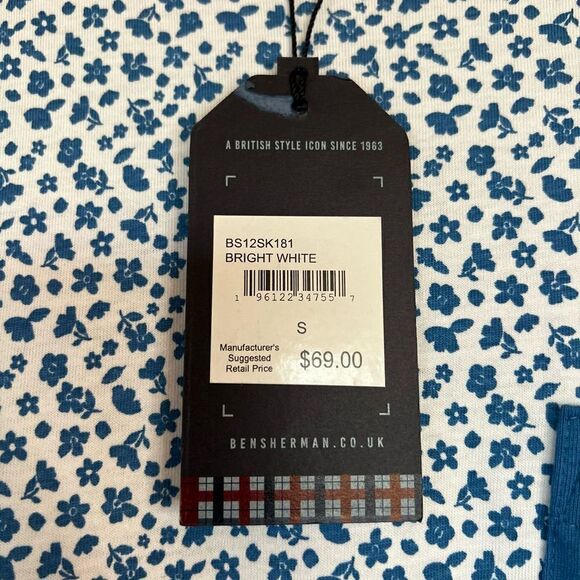 A BRITISH STYLE ICON SINCE 1963
BS12SK181
BRIGHT WHITE
1 96122 34755 7
S
Manufacturer's
Suggested
Retail Price
$69.00
BENSHERMAN.CO.UK